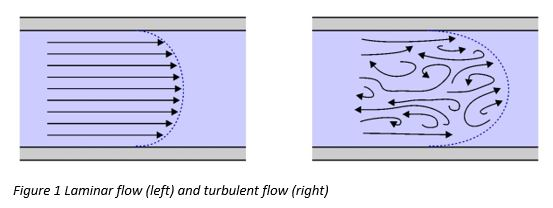 Figure 1 Laminar flow (left) and turbulent flow (right)